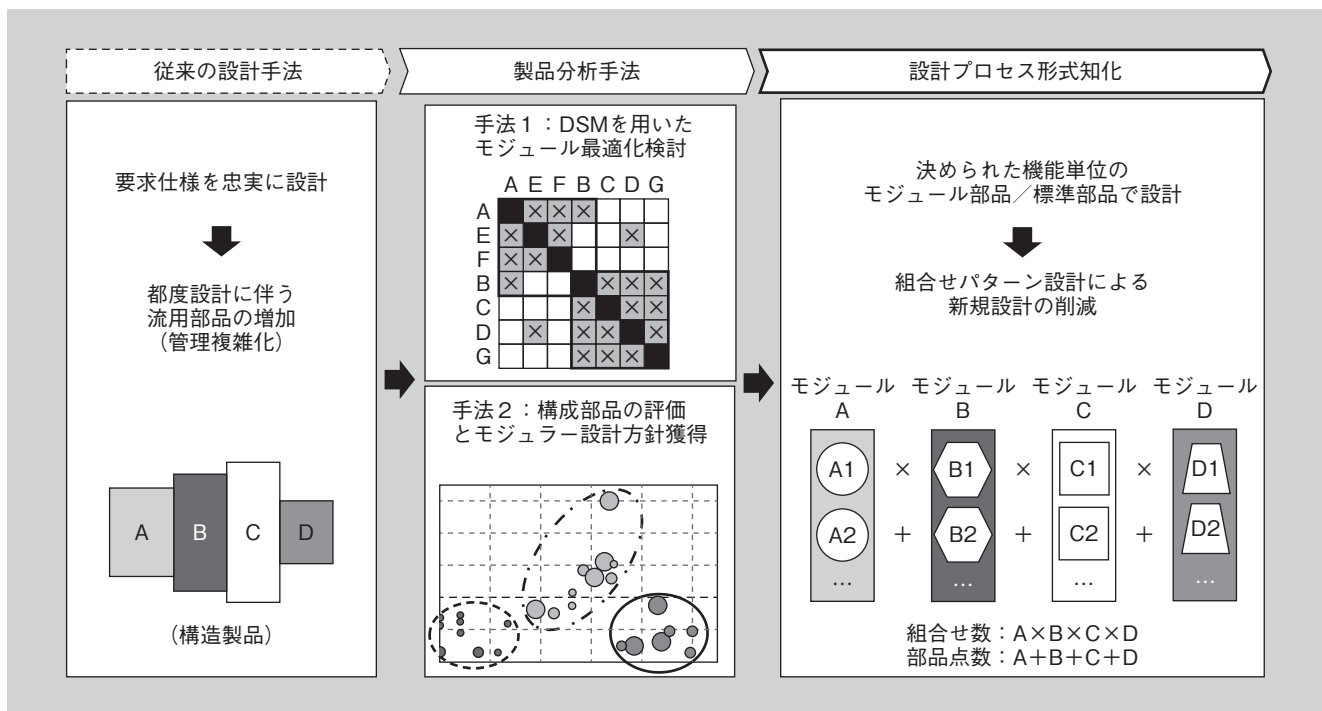 従来の設計手法
製品分析手法
設計プロセス形式知化
要求仕様を忠実に設計
都度設計に伴う
流用部品の増加
（管理複雑化）
A B C D
（構造製品）
手法1：DSMを用いた
モジュール最適化検討
A E F B C D G
A × × ×
E × × ×
F × ×
B × × × ×
C × × ×
D × × × ×
G × × ×
手法2：構成部品の評価
とモジュラー設計方針獲得
決められた機能単位の
モジュール部品／標準部品で設計
組合せパターン設計による
新規設計の削減
モジュール モジュール モジュール モジュール
A B C D
A1 × B1 × C1 × D1
A2 + B2 + C2 + D2
… … … …
組合せ数：A×B×C×D
部品点数：A＋B＋C＋D